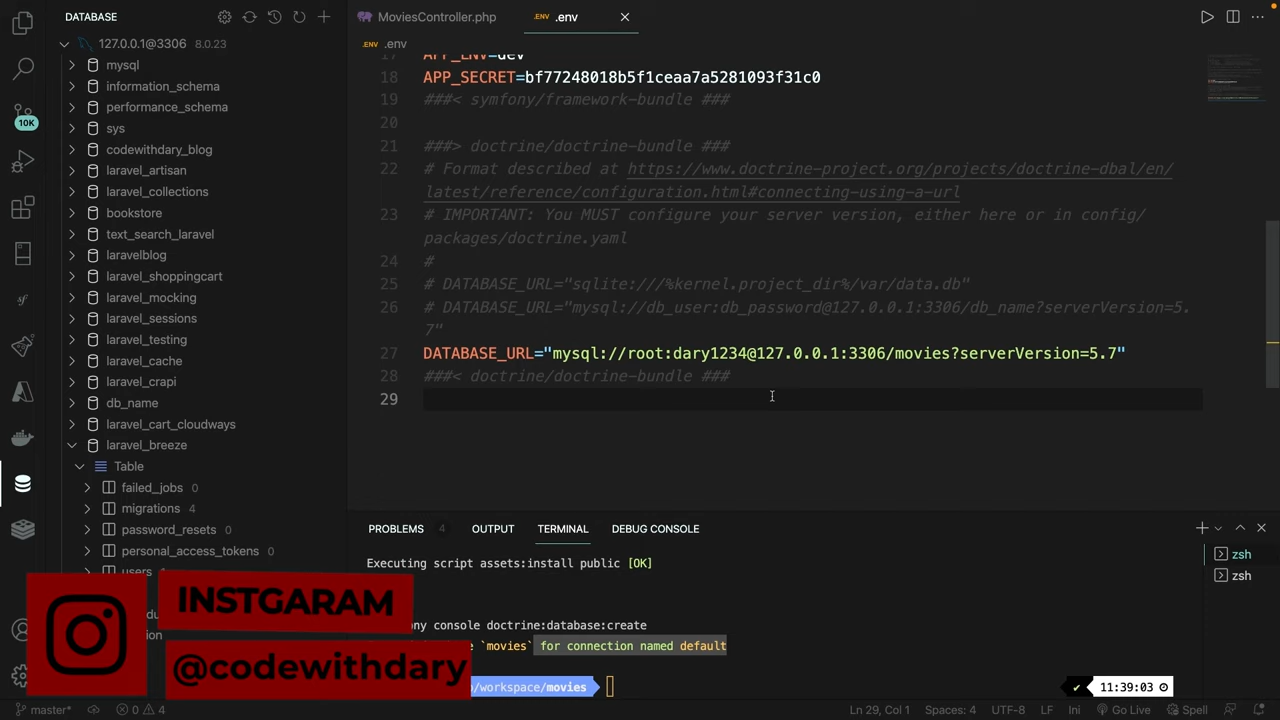 DATABASE
MoviesController.php
.env
127.0.0.1@3306 8.0.23
.env
mysql
information_schema
performance_schema
sys
codewithdary_blog
laravel_artisan
laravel_collections
bookstore
text_search_laravel
laravelblog
laravel_shoppingcart
laravel_mocking
laravel_sessions
laravel_testing
laravel_cache
laravel_crapi
db_name
laravel_cart_cloudways
laravel_breeze
Table
failed_jobs 0
migrations 4
password_resets 0
personal_access_tokens 0
users
10K
17 APP_ENV=dev
18 APP_SECRET=bf77248018b5f1ceaa7a5281093f31c0
19 ###< symfony/framework-bundle ###
20
21 ###> doctrine/doctrine-bundle ###
22 # Format described at https://www.doctrine-project.org/projects/doctrine-dbal/en/
latest/reference/configuration.html#connecting-using-a-url
23 # IMPORTANT: You MUST configure your server version, either here or in config/
packages/doctrine.yaml
24 #
25 # DATABASE_URL="sqlite:///%kernel.project_dir%/var/data.db"
26 # DATABASE_URL="mysql://db_user:db_password@127.0.0.1:3306/db_name?serverVersion=5.
7"
27 DATABASE_URL="mysql://root:dary1234@127.0.0.1:3306/movies?serverVersion=5.7"
28 ###< doctrine/doctrine-bundle ###
29
PROBLEMS 4 OUTPUT TERMINAL DEBUG CONSOLE
Executing script assets:install public [OK]
ony console doctrine:database:create
`movies` for connection named default
/workspace/movies
✔ 11:39:03
zsh
zsh
INSTGARAM
@codewithdary
master* 0 4
Ln 29, Col 1 Spaces: 4 UTF-8 LF Ini Go Live Spell